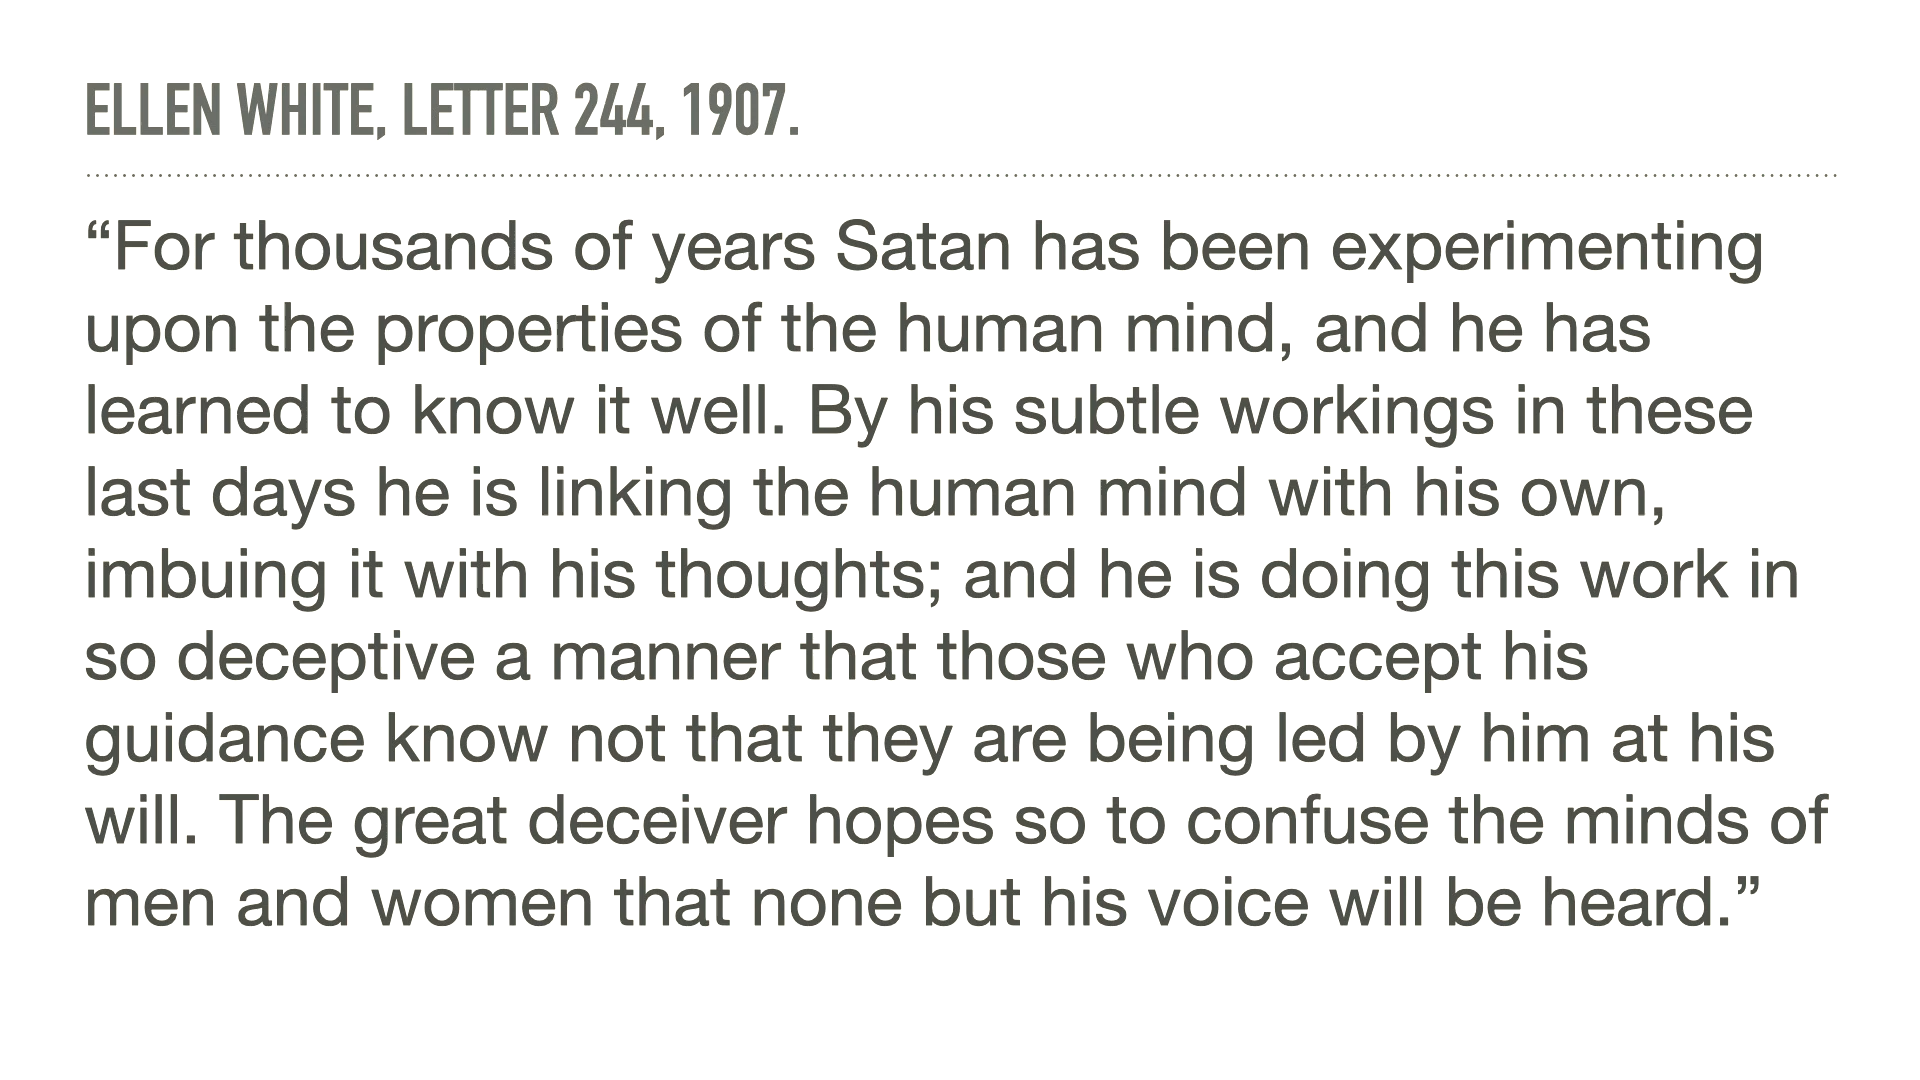 ELLEN WHITE, LETTER 244, 1907.
“For thousands of years Satan has been experimenting
upon the properties of the human mind, and he has
learned to know it well. By his subtle workings in these
last days he is linking the human mind with his own,
imbuing it with his thoughts; and he is doing this work in
so deceptive a manner that those who accept his
guidance know not that they are being led by him at his
will. The great deceiver hopes so to confuse the minds of
men and women that none but his voice will be heard.”